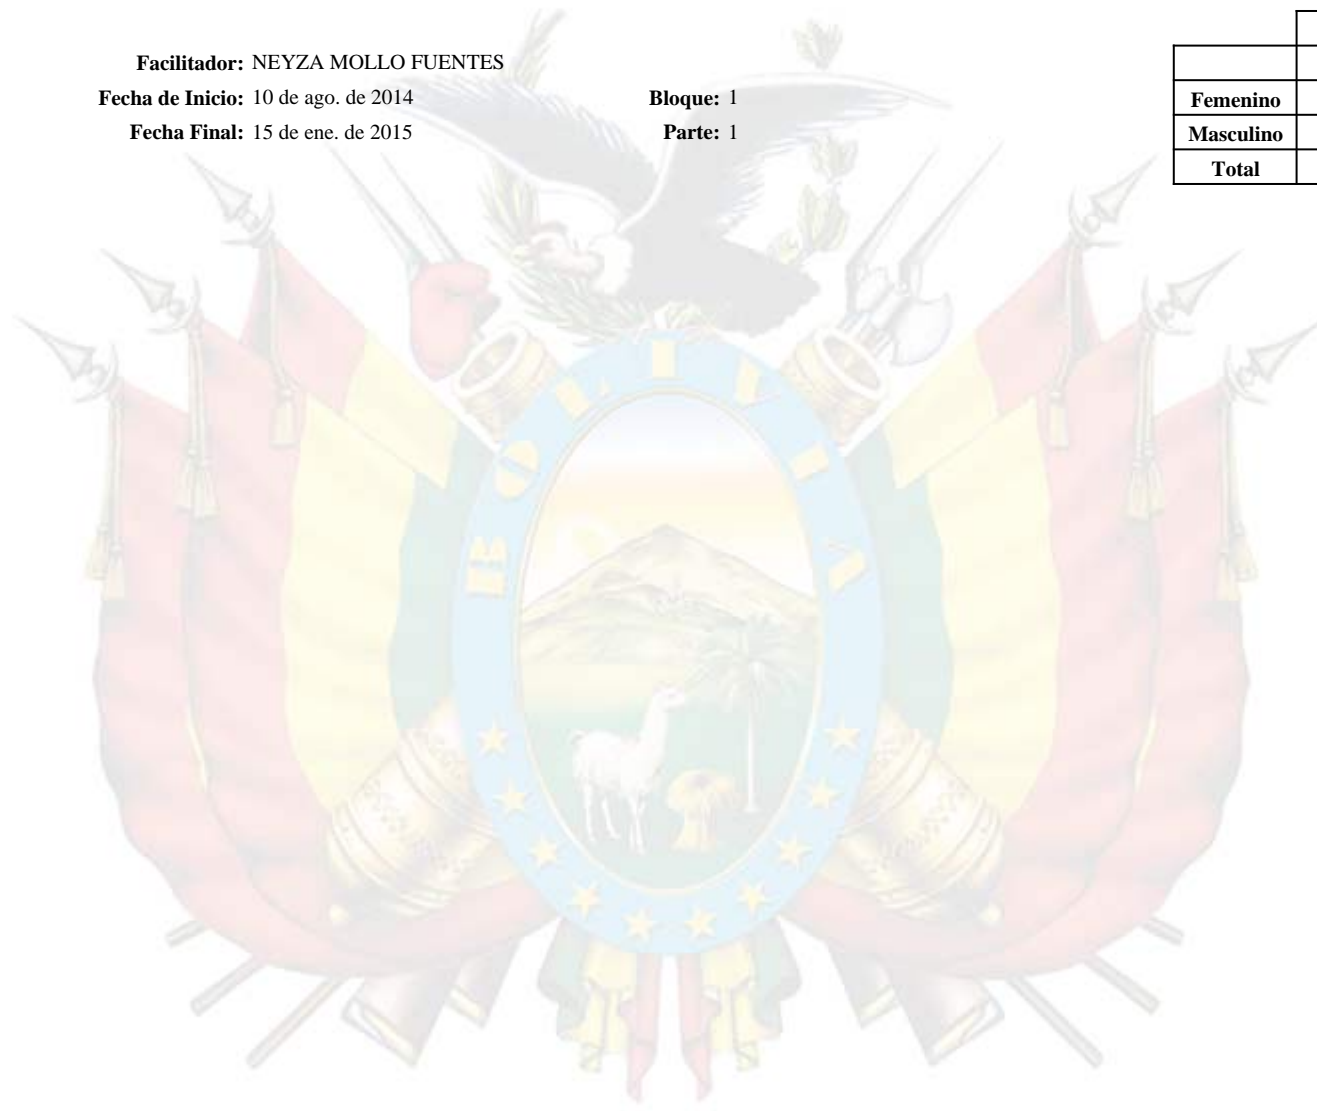 Facilitador: NEYZA MOLLO FUENTES
Fecha de Inicio: 10 de ago. de 2014 Bloque: 1
Fecha Final: 15 de ene. de 2015 Parte: 1
Femenino
Masculino
Total
BOLIVIA